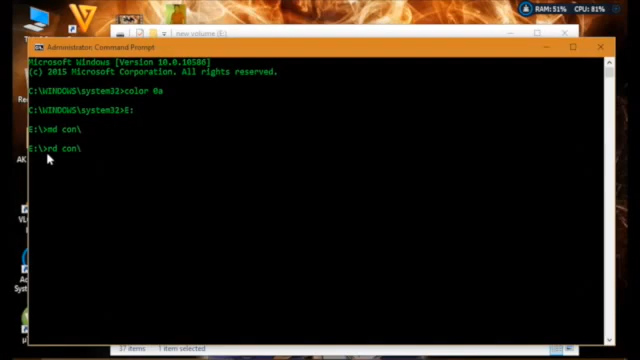 RAM: 51%
CPU: 81%
new volume (E:)
Administrator: Command Prompt
Microsoft Windows [Version 10.0.10586]
(c) 2015 Microsoft Corporation. All rights reserved.
C:\WINDOWS\system32>color 0a
C:\WINDOWS\system32>E:
E:\>md con\
E:\>rd con\
37 items
1 item selected